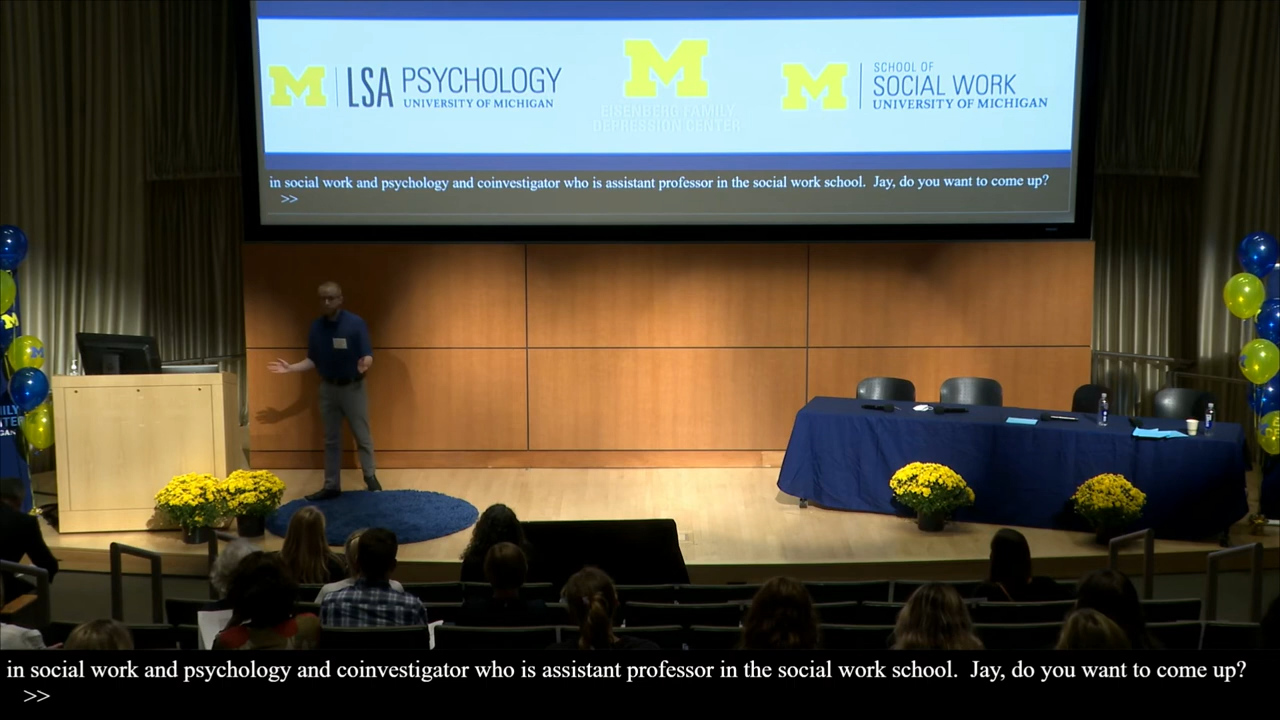 M LSA PSYCHOLOGY
UNIVERSITY OF MICHIGAN
M
EISENBERG FAMILY
DEPRESSION CENTER
M SCHOOL OF
SOCIAL WORK
UNIVERSITY OF MICHIGAN
in social work and psychology and coinvestigator who is assistant professor in the social work school.  Jay, do you want to come up?
>>
M
M
in social work and psychology and coinvestigator who is assistant professor in the social work school.  Jay, do you want to come up?
>>